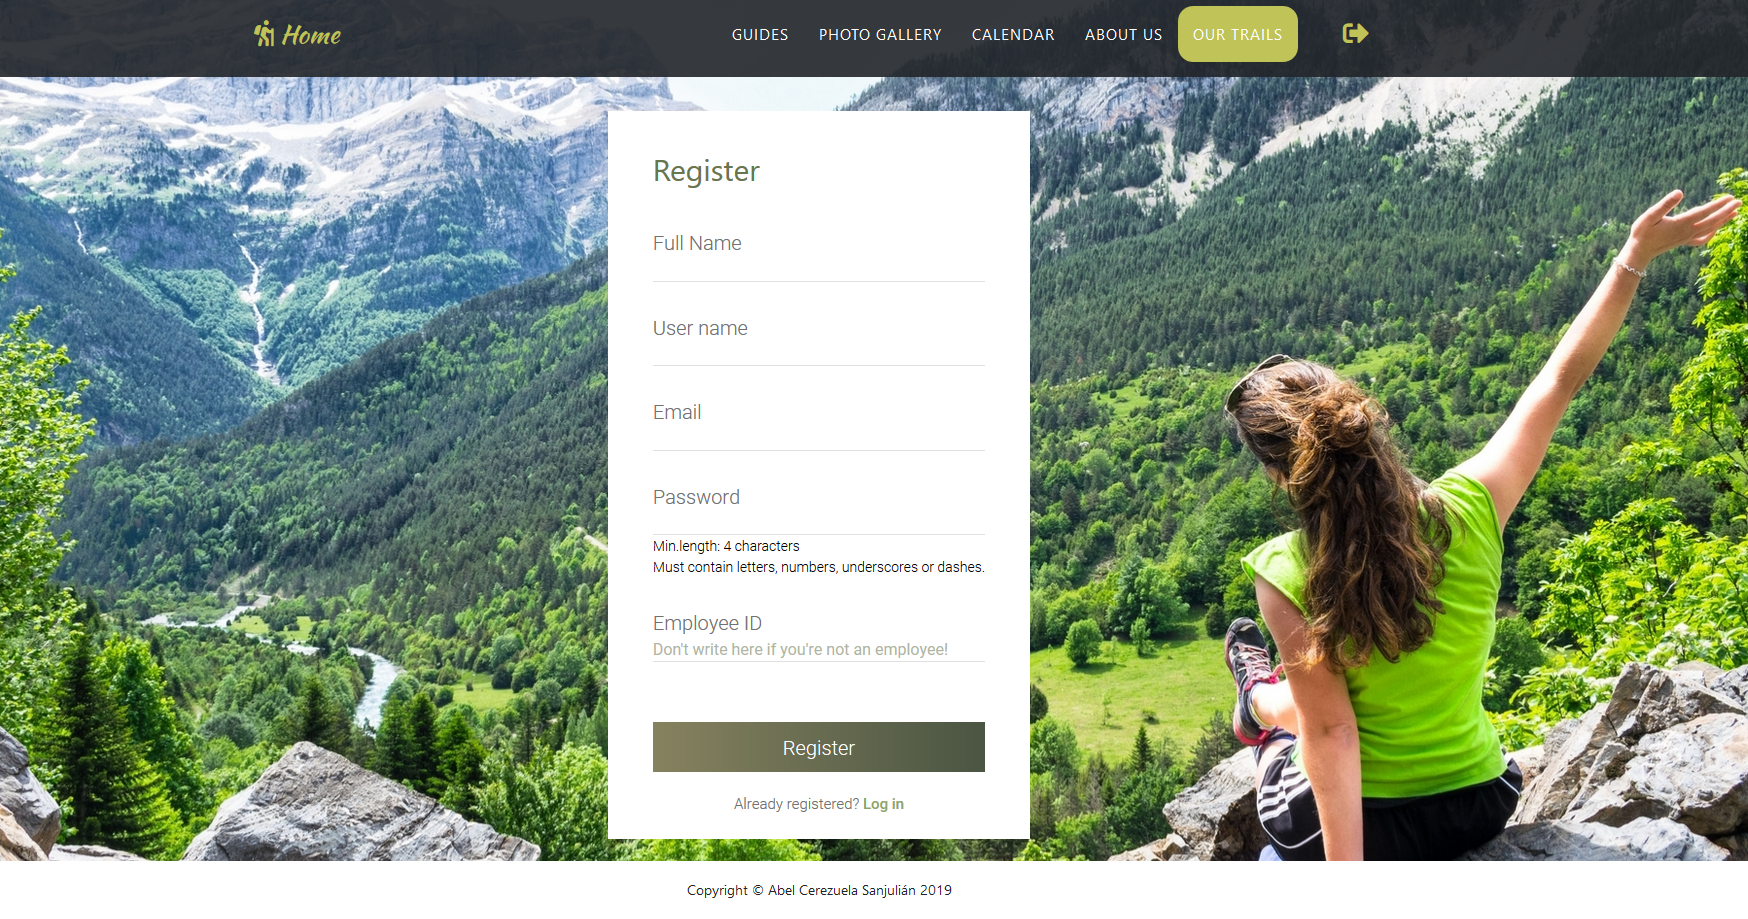 Home
GUIDES
PHOTO GALLERY
CALENDAR
ABOUT US
OUR TRAILS
Register
Full Name
User name
Email
Password
Min.length: 4 characters
Must contain letters, numbers, underscores or dashes.
Employee ID
Don't write here if you're not an employee!
Register
Already registered? Log in
Copyright © Abel Cerezuela Sanjulián 2019